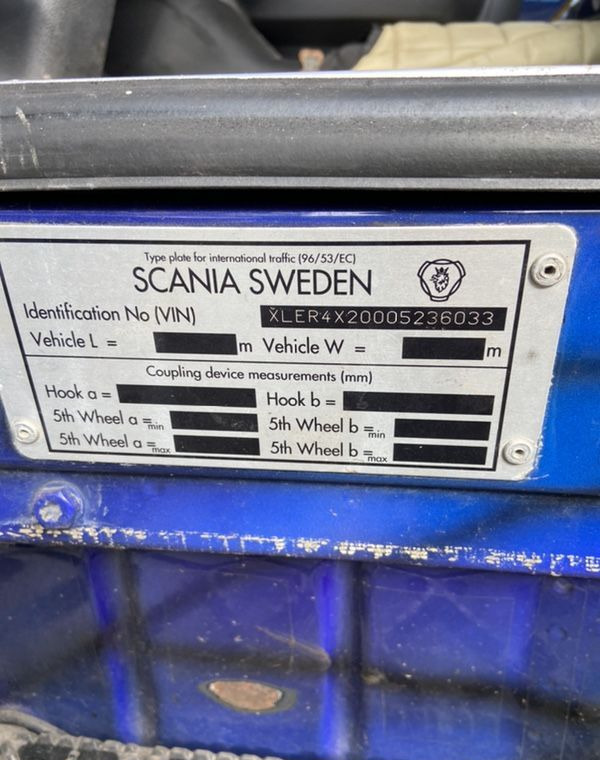 Type plate for international traffic (96/53/EC)
SCANIA SWEDEN
Identification No (VIN) XLER4X20005236033
Vehicle L = m Vehicle W = m
Coupling device measurements (mm)
Hook a = Hook b =
5th Wheel a = min 5th Wheel b = min
5th Wheel a = max 5th Wheel b = max